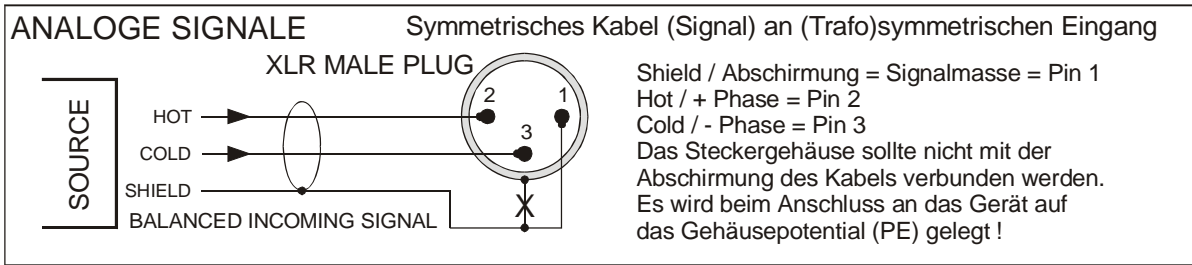 ANALOGE SIGNALE
Symmetrisches Kabel (Signal) an (Trafo)symmetrischen Eingang
XLR MALE PLUG
SOURCE
HOT
COLD
SHIELD
BALANCED INCOMING SIGNAL
2
1
3
X
Shield / Abschirmung = Signalmasse = Pin 1
Hot / + Phase = Pin 2
Cold / - Phase = Pin 3
Das Steckergehäuse sollte nicht mit der
Abschirmung des Kabels verbunden werden.
Es wird beim Anschluss an das Gerät auf
das Gehäusepotential (PE) gelegt !